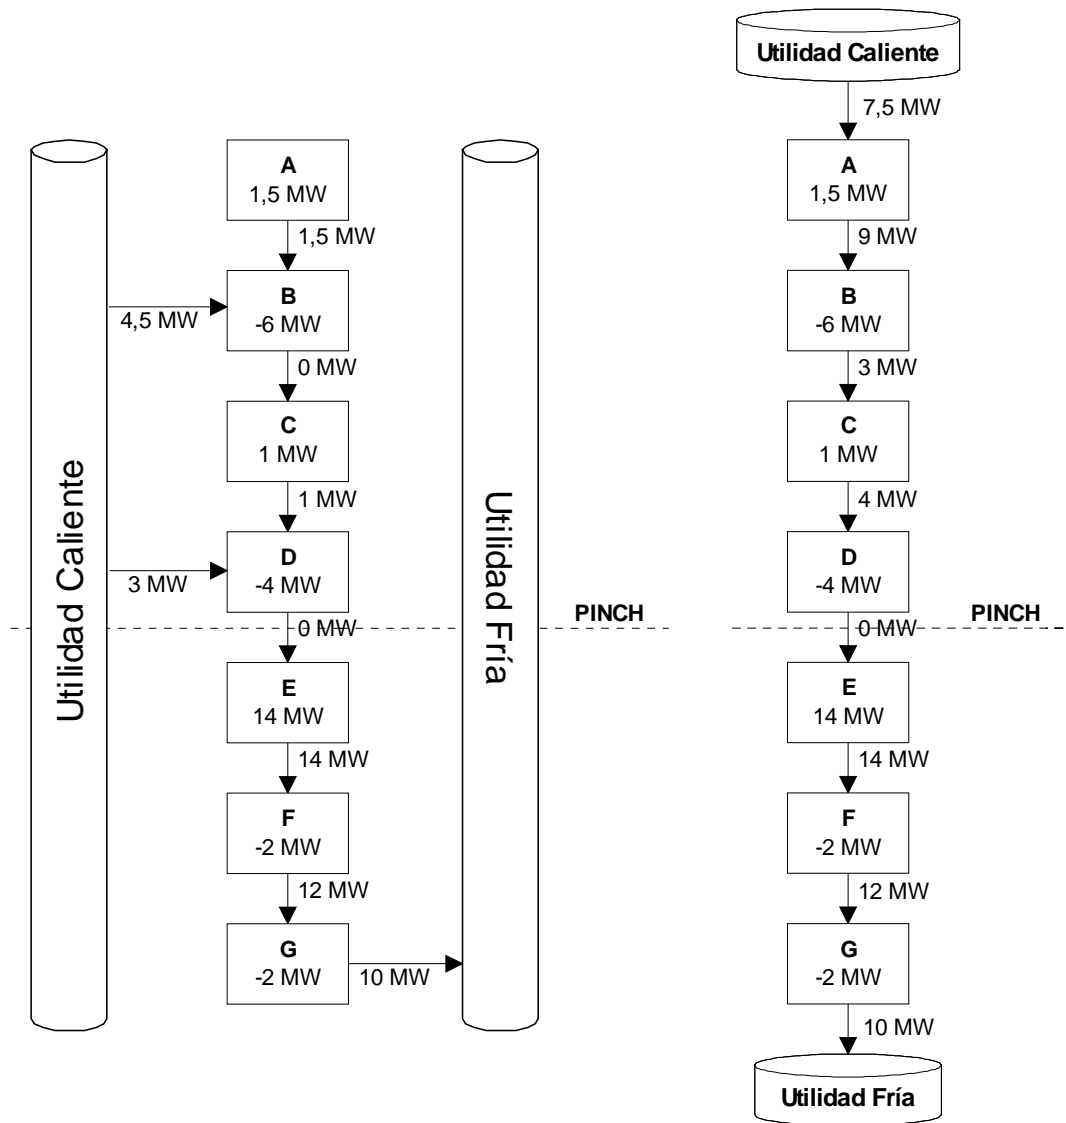 Utilidad Caliente
A
1,5 MW
1,5 MW
4,5 MW
B
-6 MW
0 MW
C
1 MW
1 MW
3 MW
D
-4 MW
0 MW
PINCH
E
14 MW
14 MW
F
-2 MW
12 MW
G
-2 MW
10 MW
Utilidad Fría
Utilidad Caliente
7,5 MW
A
1,5 MW
9 MW
B
-6 MW
3 MW
C
1 MW
4 MW
D
-4 MW
0 MW
PINCH
E
14 MW
14 MW
F
-2 MW
12 MW
G
-2 MW
10 MW
Utilidad Fría